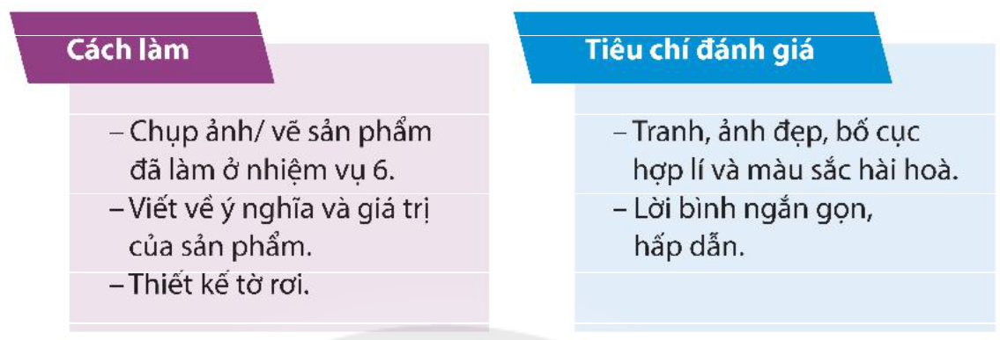 Cách làm
– Chụp ảnh/ vẽ sản phẩm
đã làm ở nhiệm vụ 6.
– Viết về ý nghĩa và giá trị
của sản phẩm.
– Thiết kế tờ rơi.
Tiêu chí đánh giá
– Tranh, ảnh đẹp, bố cục
hợp lí và màu sắc hài hoà.
– Lời bình ngắn gọn,
hấp dẫn.